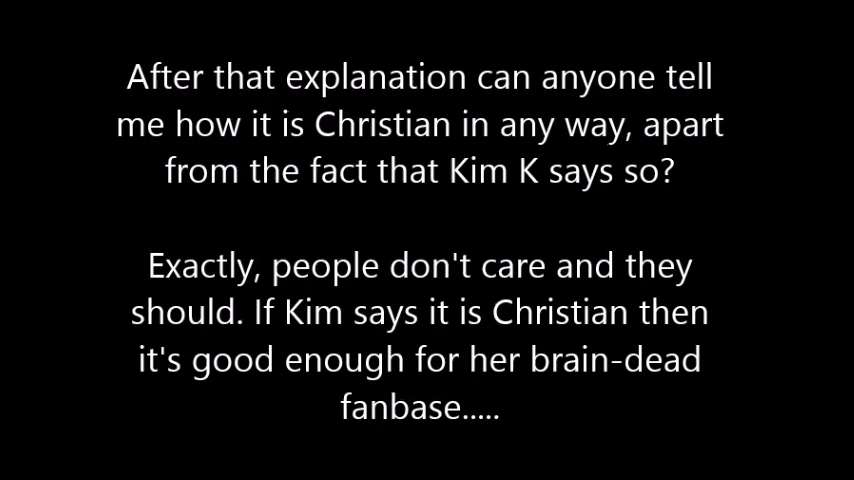 After that explanation can anyone tell
me how it is Christian in any way, apart
from the fact that Kim K says so?
Exactly, people don't care and they
should. If Kim says it is Christian then
it's good enough for her brain-dead
fanbase.....